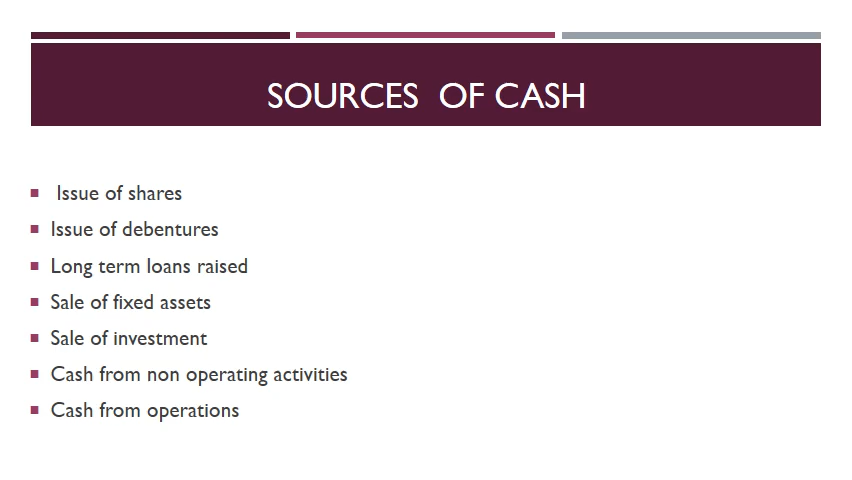 SOURCES OF CASH
Issue of shares
Issue of debentures
Long term loans raised
Sale of fixed assets
Sale of investment
Cash from non operating activities
Cash from operations